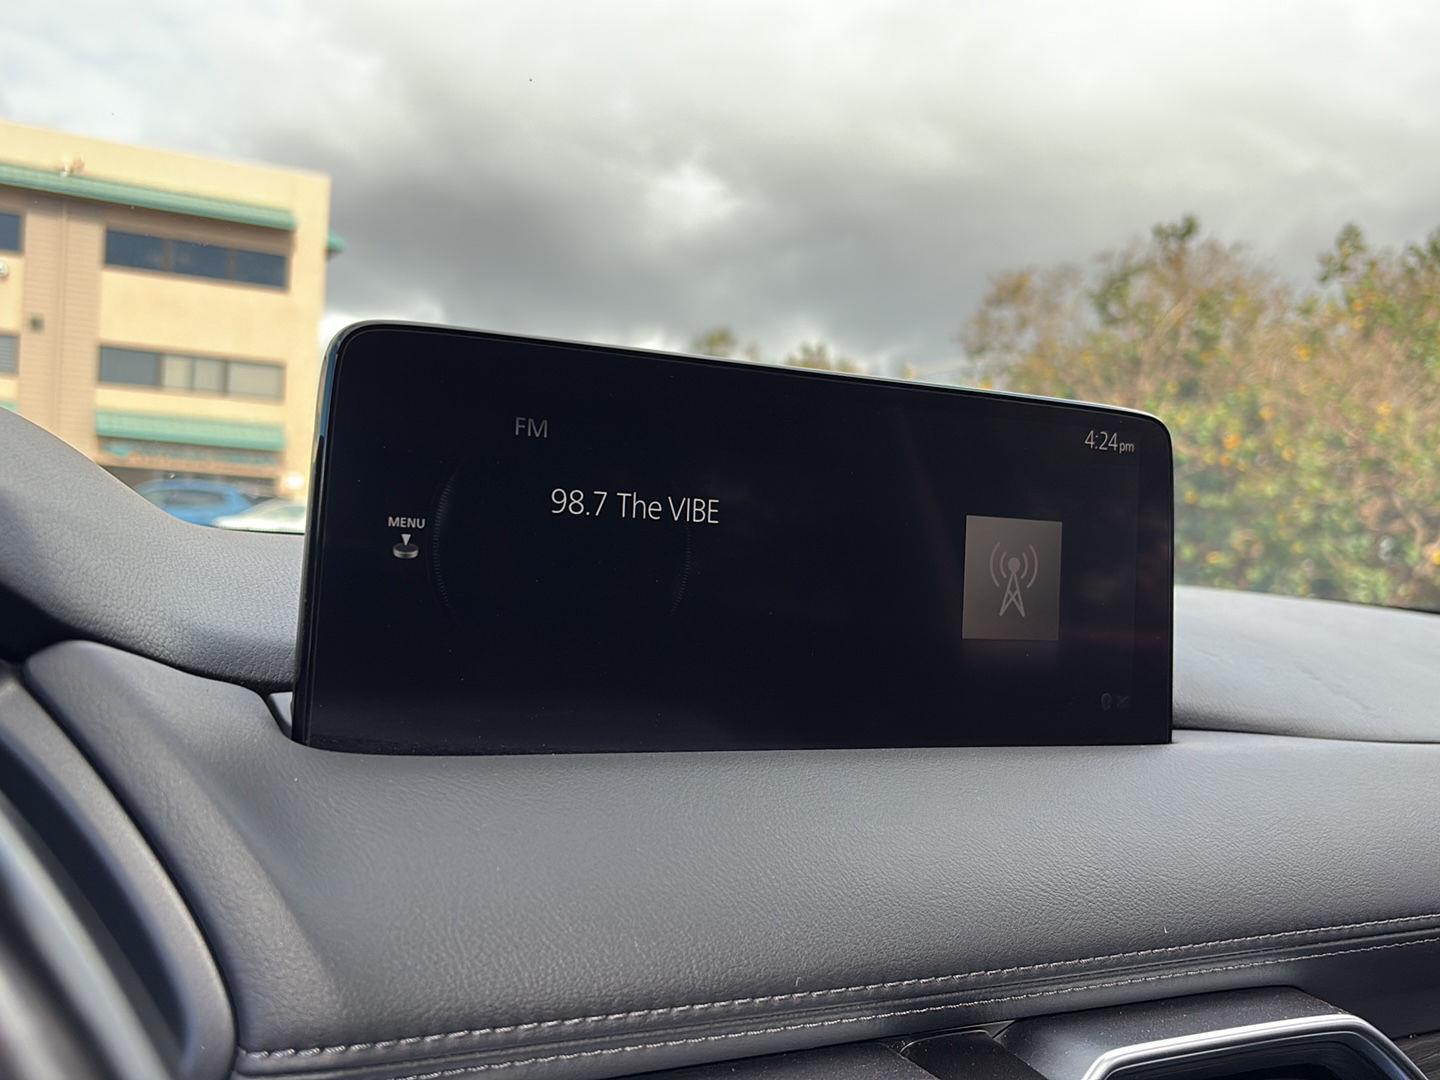 FM
4:24pm
98.7 The VIBE
MENU